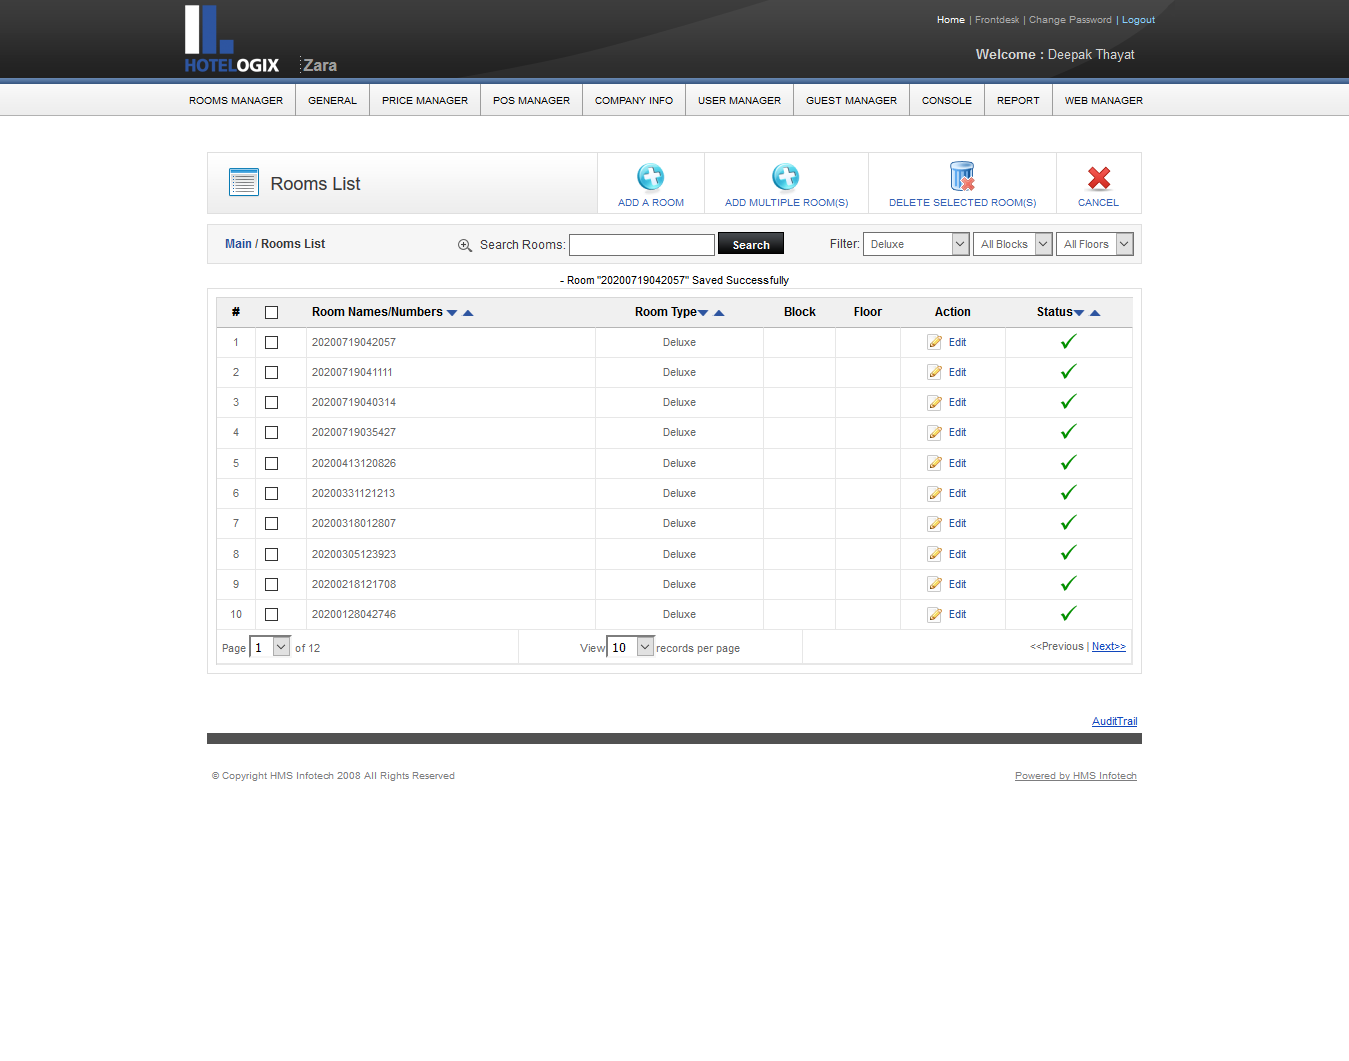 Home | Frontdesk | Change Password | Logout
HOTELOGIX Zara
Welcome : Deepak Thayat
ROOMS MANAGER GENERAL PRICE MANAGER POS MANAGER COMPANY INFO USER MANAGER GUEST MANAGER CONSOLE REPORT WEB MANAGER
Rooms List
ADD A ROOM ADD MULTIPLE ROOM(S) DELETE SELECTED ROOM(S) CANCEL
Main / Rooms List Search Rooms: Search Filter: Deluxe All Blocks All Floors
- Room "20200719042057" Saved Successfully
# Room Names/Numbers Room Type Block Floor Action Status
1 20200719042057 Deluxe Edit
2 20200719041111 Deluxe Edit
3 20200719040314 Deluxe Edit
4 20200719035427 Deluxe Edit
5 20200413120826 Deluxe Edit
6 20200331121213 Deluxe Edit
7 20200318012807 Deluxe Edit
8 20200305123923 Deluxe Edit
9 20200218121708 Deluxe Edit
10 20200128042746 Deluxe Edit
Page 1 of 12 View 10 records per page <<Previous | Next>>
AuditTrail
© Copyright HMS Infotech 2008 All Rights Reserved Powered by HMS Infotech